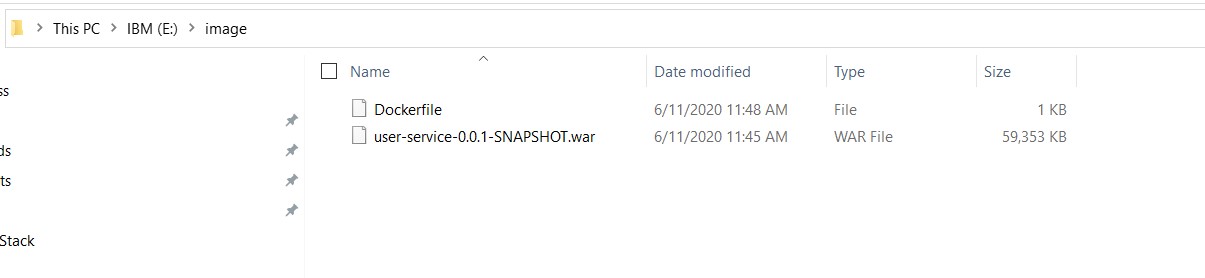 This PC > IBM (E:) > image
Name Date modified Type Size
ss
Dockerfile 6/11/2020 11:48 AM File 1 KB
user-service-0.0.1-SNAPSHOT.war 6/11/2020 11:45 AM WAR File 59,353 KB
ds
ts
Stack